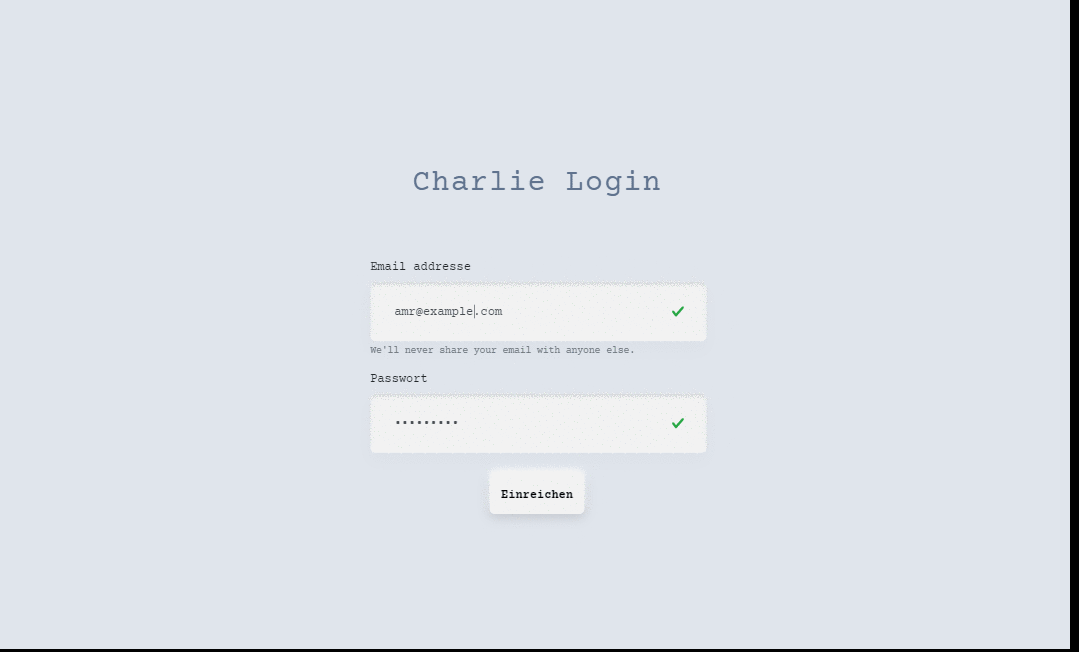 Charlie Login
Email addresse
amr@example.com
We'll never share your email with anyone else.
Passwort
•••••••••
Einreichen